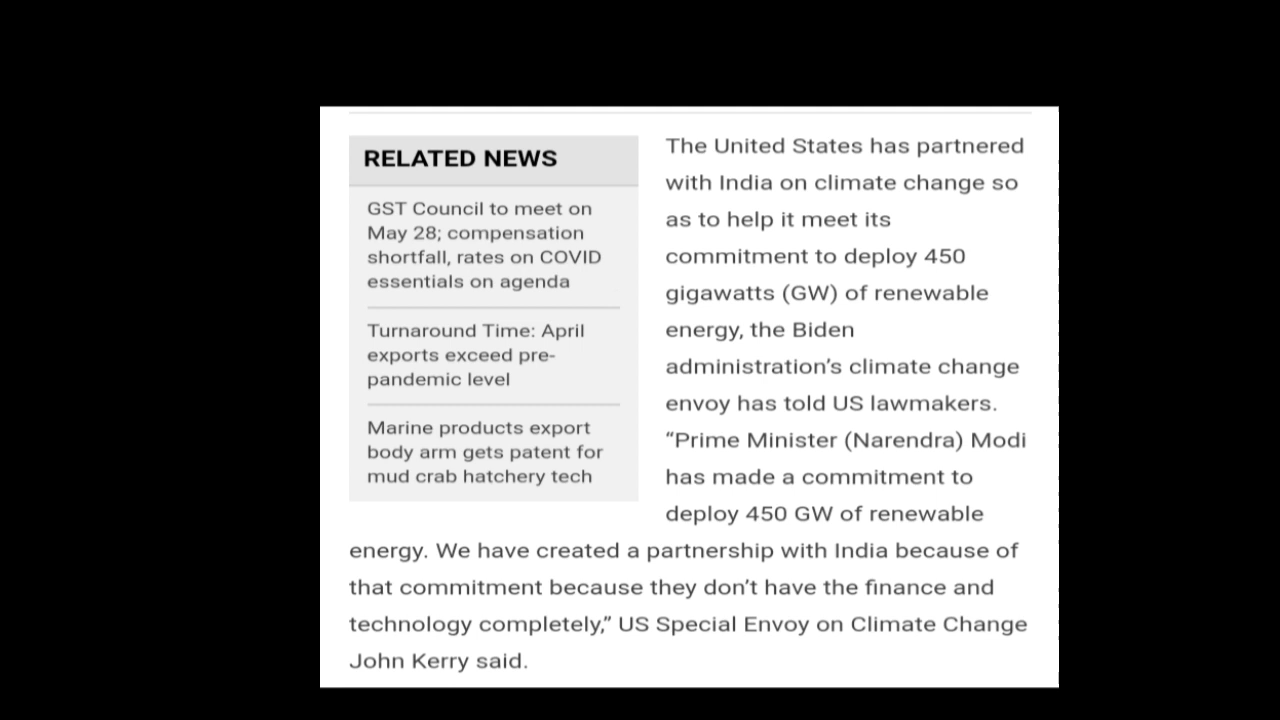 RELATED NEWS
GST Council to meet on
May 28; compensation
shortfall, rates on COVID
essentials on agenda
Turnaround Time: April
exports exceed pre-
pandemic level
Marine products export
body arm gets patent for
mud crab hatchery tech
The United States has partnered
with India on climate change so
as to help it meet its
commitment to deploy 450
gigawatts (GW) of renewable
energy, the Biden
administration’s climate change
envoy has told US lawmakers.
“Prime Minister (Narendra) Modi
has made a commitment to
deploy 450 GW of renewable
energy. We have created a partnership with India because of
that commitment because they don’t have the finance and
technology completely,” US Special Envoy on Climate Change
John Kerry said.